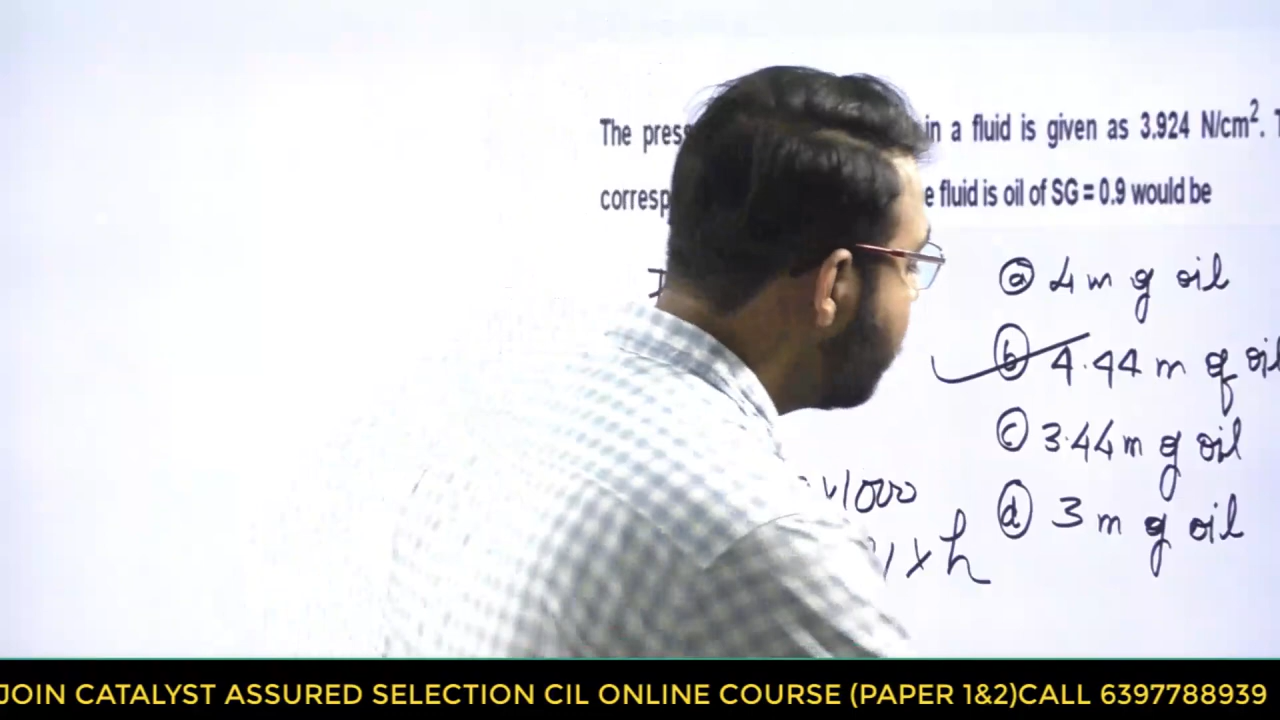 The press in a fluid is given as 3.924 N/cm². T
corresp e fluid is oil of SG = 0.9 would be
ⓐ 4 m of oil
ⓑ 4.44 m of oil
ⓒ 3.44 m of oil
ⓓ 3 m of oil
1000
x h
JOIN CATALYST ASSURED SELECTION CIL ONLINE COURSE (PAPER 1&2)CALL 6397788939